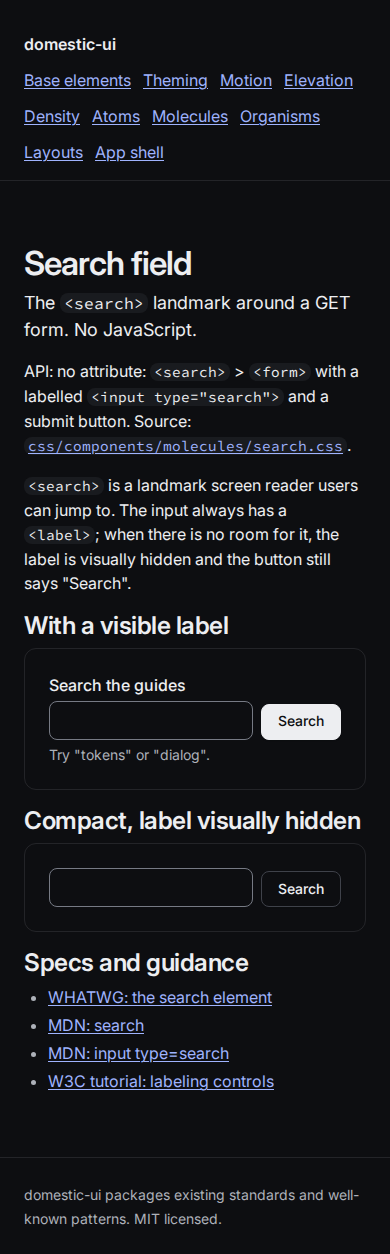 domestic-ui
Base elements Theming Motion Elevation
Density Atoms Molecules Organisms
Layouts App shell
Search field
The <search> landmark around a GET
form. No JavaScript.
API: no attribute: <search> > <form> with a
labelled <input type="search"> and a
submit button. Source:
css/components/molecules/search.css.
<search> is a landmark screen reader users
can jump to. The input always has a
<label>; when there is no room for it, the
label is visually hidden and the button still
says "Search".
With a visible label
Search the guides
Search
Try "tokens" or "dialog".
Compact, label visually hidden
Search
Specs and guidance
WHATWG: the search element
MDN: search
MDN: input type=search
W3C tutorial: labeling controls
domestic-ui packages existing standards and well-
known patterns. MIT licensed.